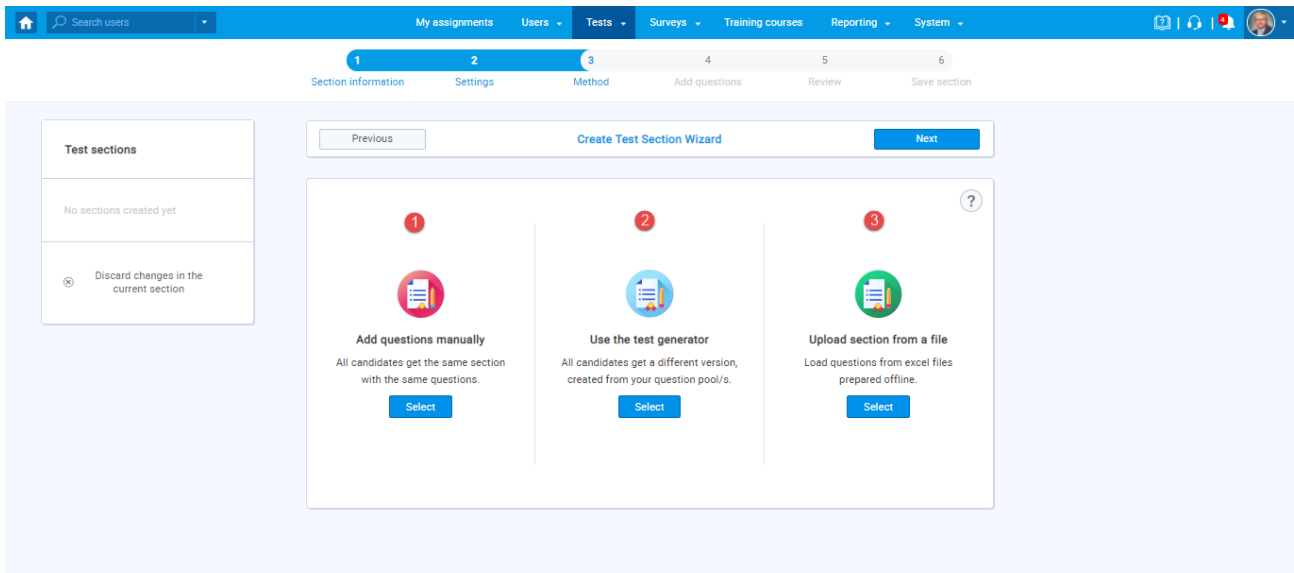 Search users
My assignments
Users
Tests
Surveys
Training courses
Reporting
System
4
1
2
3
4
5
6
Section information
Settings
Method
Add questions
Review
Save section
Test sections
No sections created yet
Discard changes in the
current section
Previous
Create Test Section Wizard
Next
?
1
Add questions manually
All candidates get the same section
with the same questions.
Select
2
Use the test generator
All candidates get a different version,
created from your question pool/s.
Select
3
Upload section from a file
Load questions from excel files
prepared offline.
Select